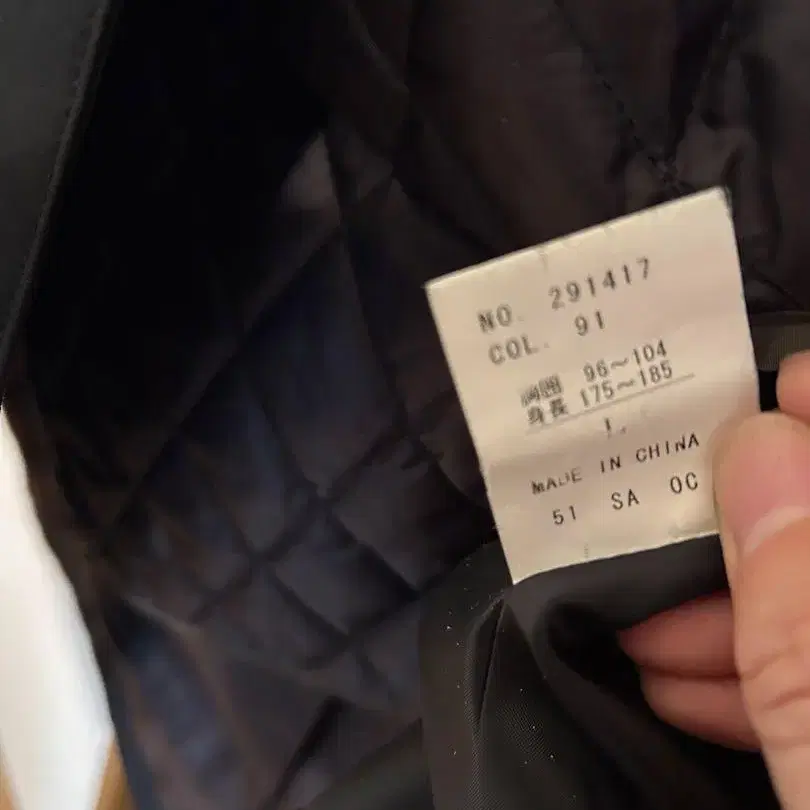 NO. 291417
COL. 91
胸囲 96～104
身長 175～185
L
MADE IN CHINA
51 SA OC